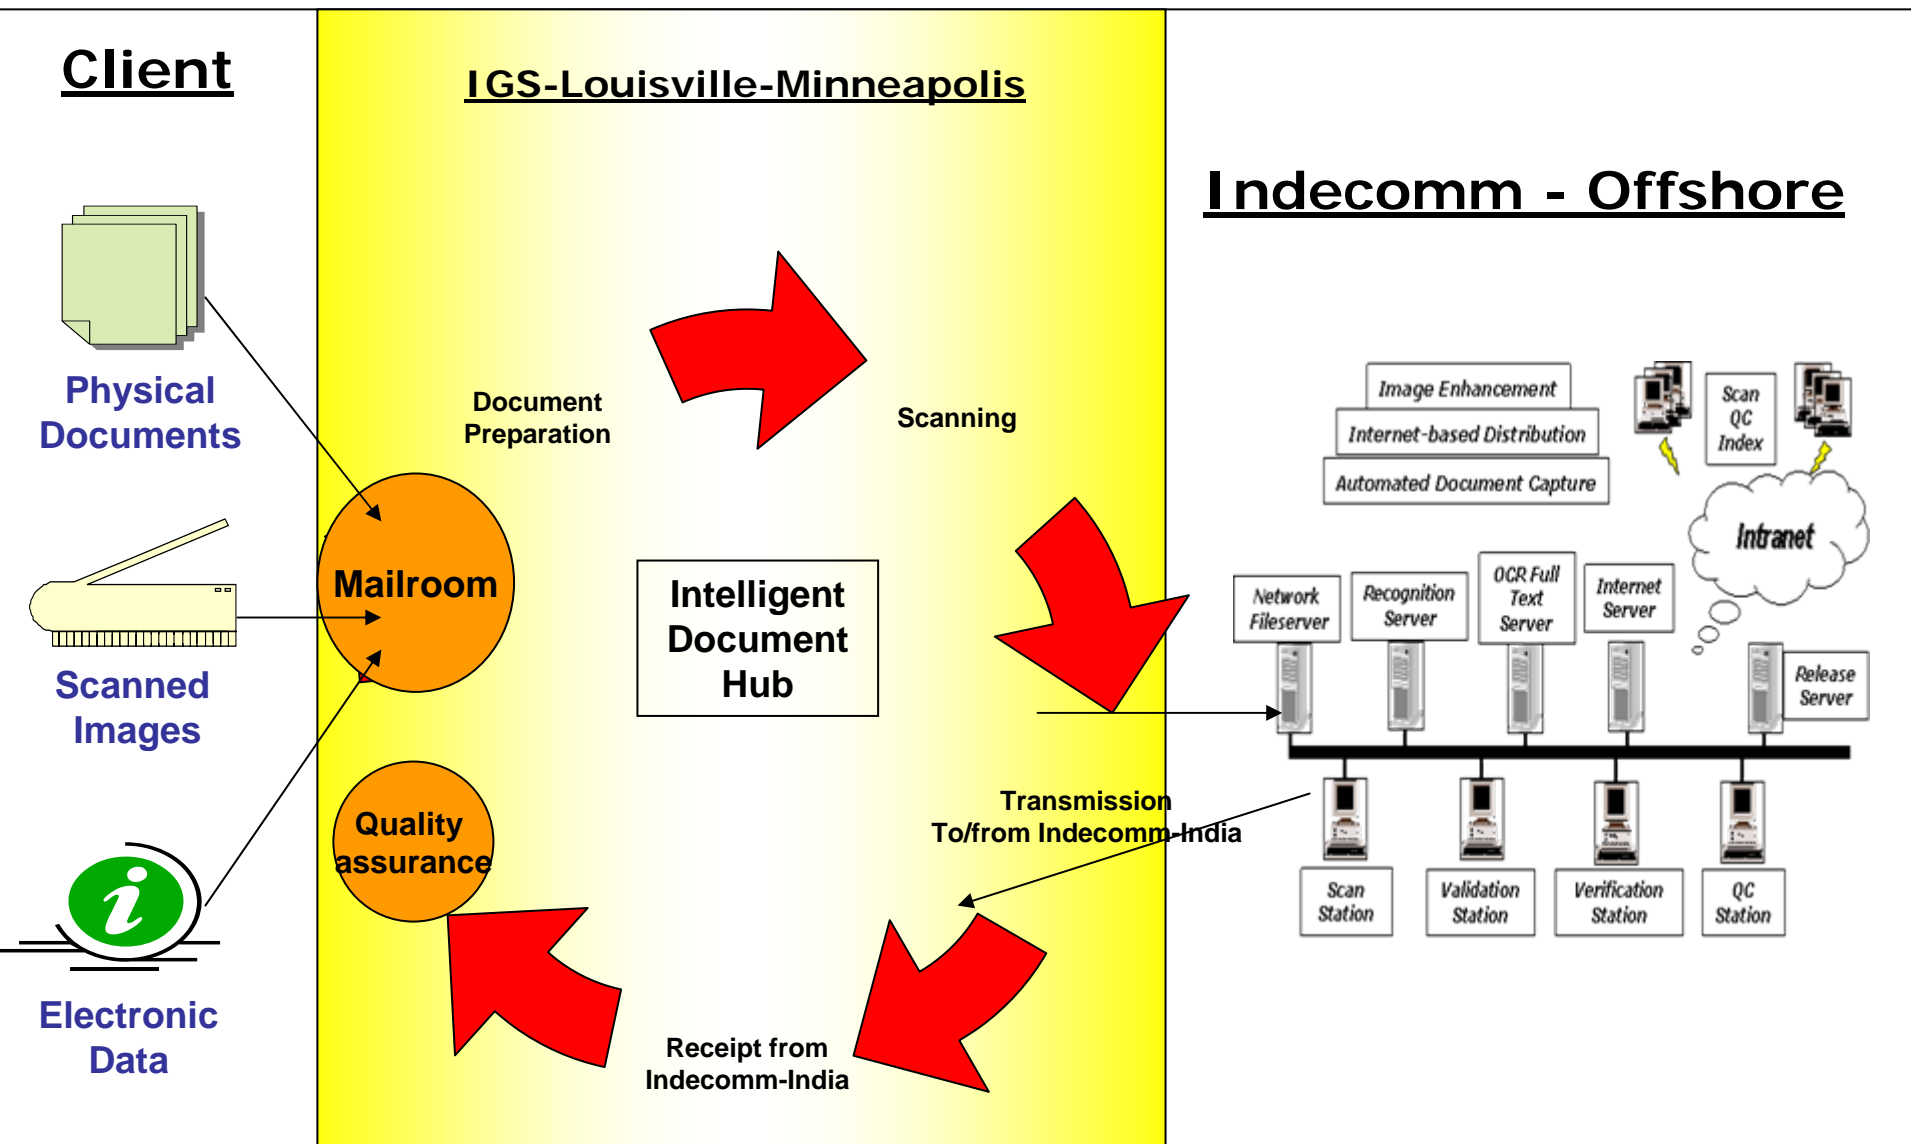 Client
IGS-Louisville-Minneapolis
Indecomm - Offshore
Physical
Documents
Scanned
Images
Electronic
Data
Mailroom
Document
Preparation
Scanning
Intelligent
Document
Hub
Transmission
To/from Indecomm-India
Receipt from
Indecomm-India
Quality
assurance
i
Image Enhancement
Internet-based Distribution
Automated Document Capture
Scan
QC
Index
Intranet
Network
Fileserver
Recognition
Server
OCR Full
Text
Server
Internet
Server
Release
Server
Scan
Station
Validation
Station
Verification
Station
QC
Station